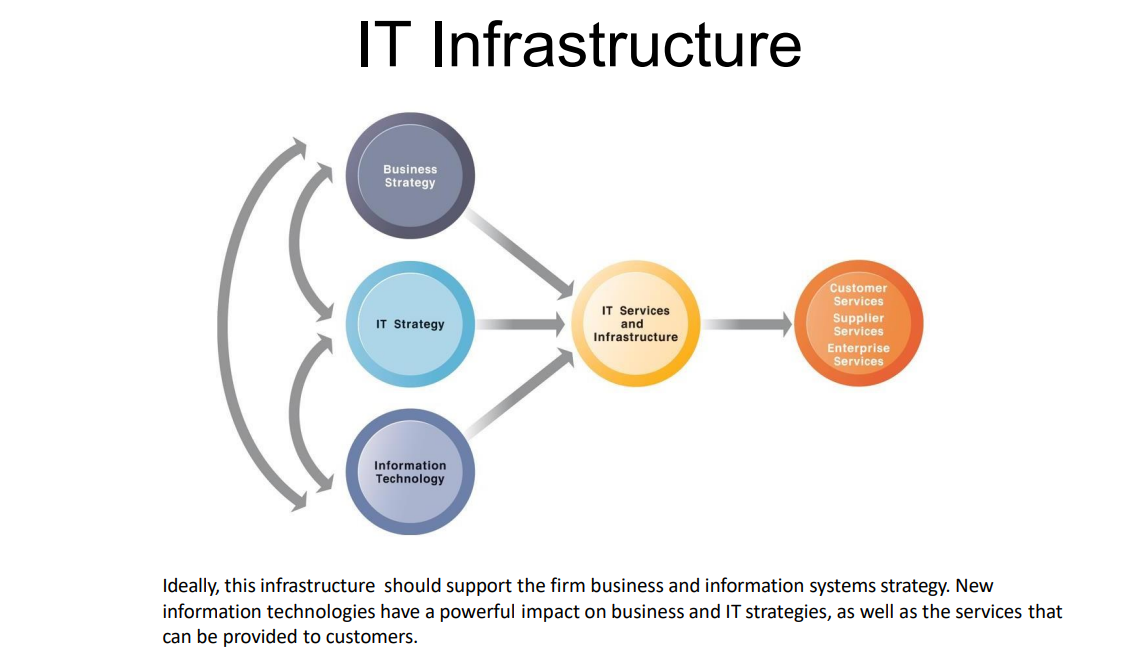 IT Infrastructure
Business
Strategy
IT Strategy
Information
Technology
IT Services
and
Infrastructure
Customer
Services
Supplier
Services
Enterprise
Services
Ideally, this infrastructure should support the firm business and information systems strategy. New
information technologies have a powerful impact on business and IT strategies, as well as the services that
can be provided to customers.